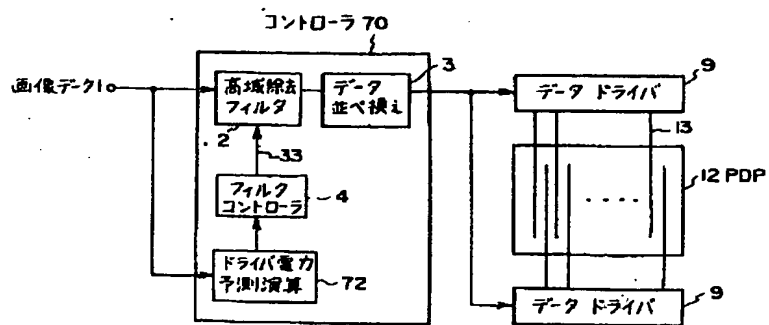 コントローラ 70
画像データ1
高域除去
フィルタ
2
データ
並べ換え
3
33
フィルタ
コントローラ
4
ドライバ電力
予測演算
72
データ ドライバ
9
13
12 PDP
データ ドライバ
9